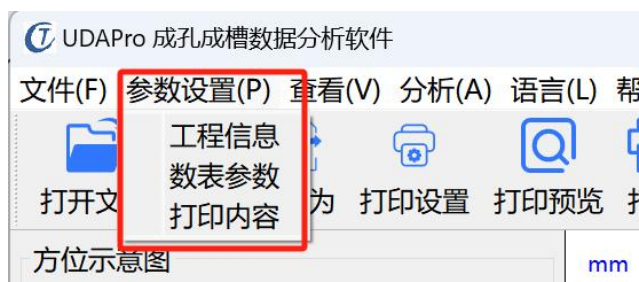 UDAPro 成孔成槽数据分析软件
文件(F) 参数设置(P) 查看(V) 分析(A) 语言(L) 帮
工程信息
数表参数
打印内容
打开文 为 打印设置 打印预览
方位示意图
mm